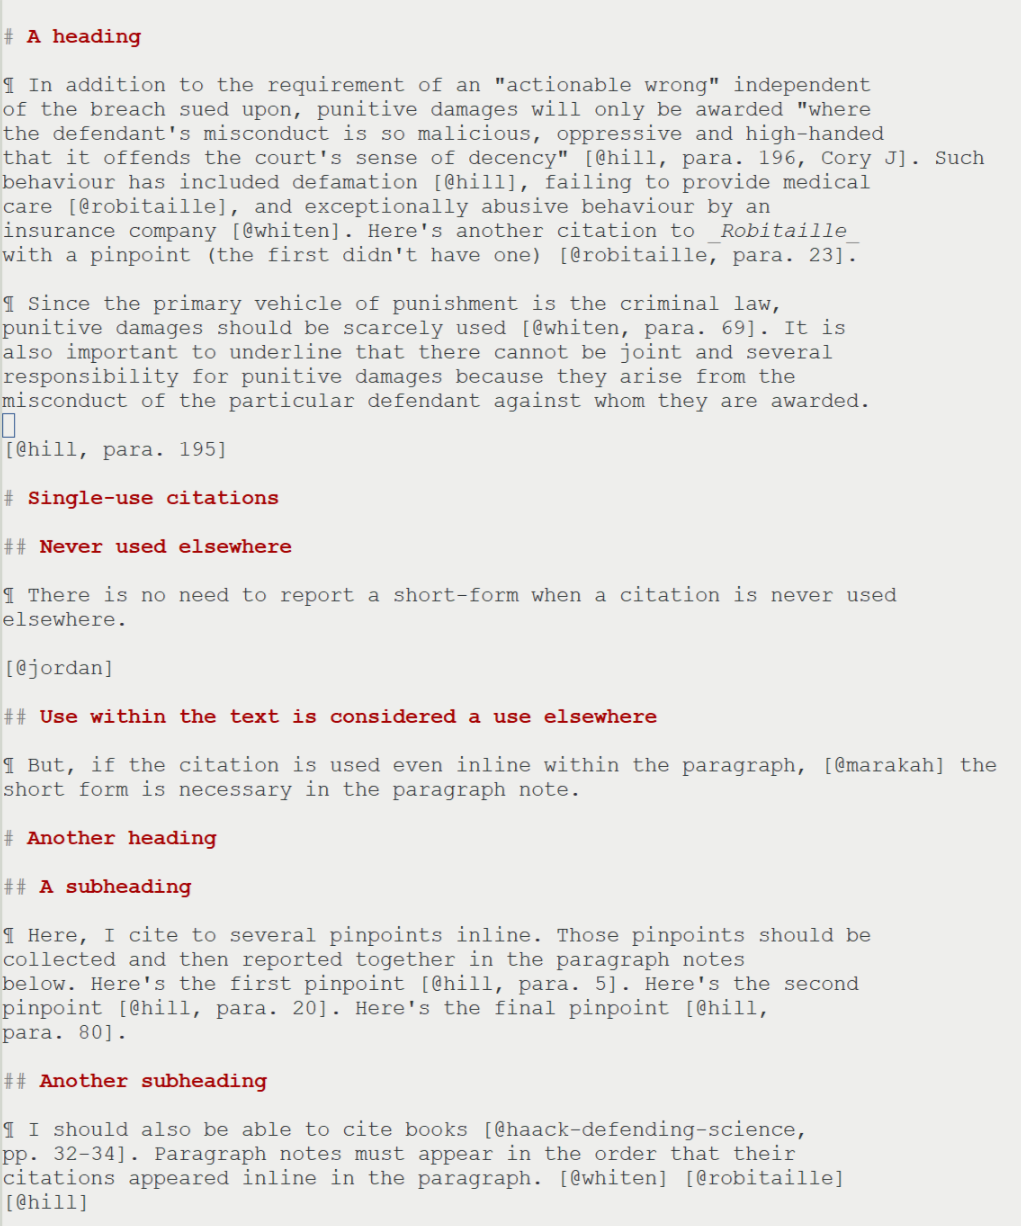 # A heading
¶ In addition to the requirement of an "actionable wrong" independent
of the breach sued upon, punitive damages will only be awarded "where
the defendant's misconduct is so malicious, oppressive and high-handed
that it offends the court's sense of decency" [@hill, para. 196, Cory J]. Such
behaviour has included defamation [@hill], failing to provide medical
care [@robitaille], and exceptionally abusive behaviour by an
insurance company [@whiten]. Here's another citation to _Robitaille_
with a pinpoint (the first didn't have one) [@robitaille, para. 23].
¶ Since the primary vehicle of punishment is the criminal law,
punitive damages should be scarcely used [@whiten, para. 69]. It is
also important to underline that there cannot be joint and several
responsibility for punitive damages because they arise from the
misconduct of the particular defendant against whom they are awarded.
[@hill, para. 195]
# Single-use citations
## Never used elsewhere
¶ There is no need to report a short-form when a citation is never used
elsewhere.
[@jordan]
## Use within the text is considered a use elsewhere
¶ But, if the citation is used even inline within the paragraph, [@marakah] the
short form is necessary in the paragraph note.
# Another heading
## A subheading
¶ Here, I cite to several pinpoints inline. Those pinpoints should be
collected and then reported together in the paragraph notes
below. Here's the first pinpoint [@hill, para. 5]. Here's the second
pinpoint [@hill, para. 20]. Here's the final pinpoint [@hill,
para. 80].
## Another subheading
¶ I should also be able to cite books [@haack-defending-science,
pp. 32-34]. Paragraph notes must appear in the order that their
citations appeared inline in the paragraph. [@whiten] [@robitaille]
[@hill]